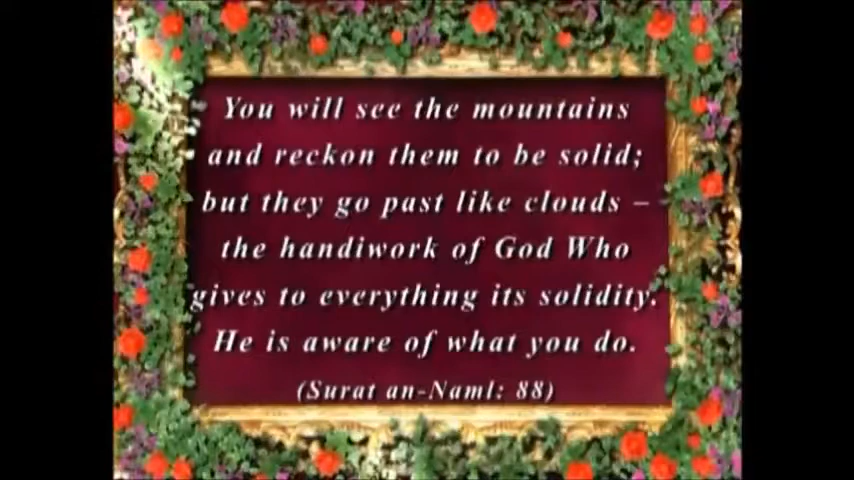 You will see the mountains
and reckon them to be solid;
but they go past like clouds –
the handiwork of God Who
gives to everything its solidity.
He is aware of what you do.
(Surat an-Naml: 88)